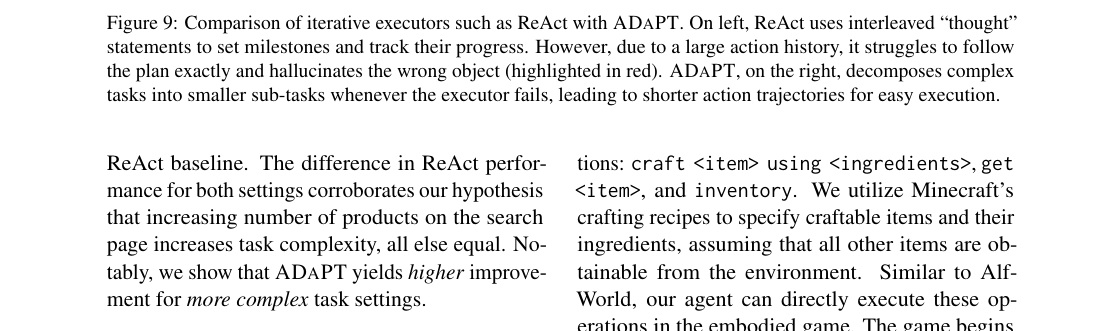 Figure 9: Comparison of iterative executors such as ReAct with ADAPT. On left, ReAct uses interleaved “thought”
statements to set milestones and track their progress. However, due to a large action history, it struggles to follow
the plan exactly and hallucinates the wrong object (highlighted in red). ADAPT, on the right, decomposes complex
tasks into smaller sub-tasks whenever the executor fails, leading to shorter action trajectories for easy execution.
ReAct baseline. The difference in ReAct perfor-
mance for both settings corroborates our hypothesis
that increasing number of products on the search
page increases task complexity, all else equal. No-
tably, we show that ADAPT yields higher improve-
ment for more complex task settings.
tions: craft <item> using <ingredients>, get
<item>, and inventory. We utilize Minecraft’s
crafting recipes to specify craftable items and their
ingredients, assuming that all other items are ob-
tainable from the environment. Similar to Alf-
World, our agent can directly execute these op-
erations in the embodied game. The game begins